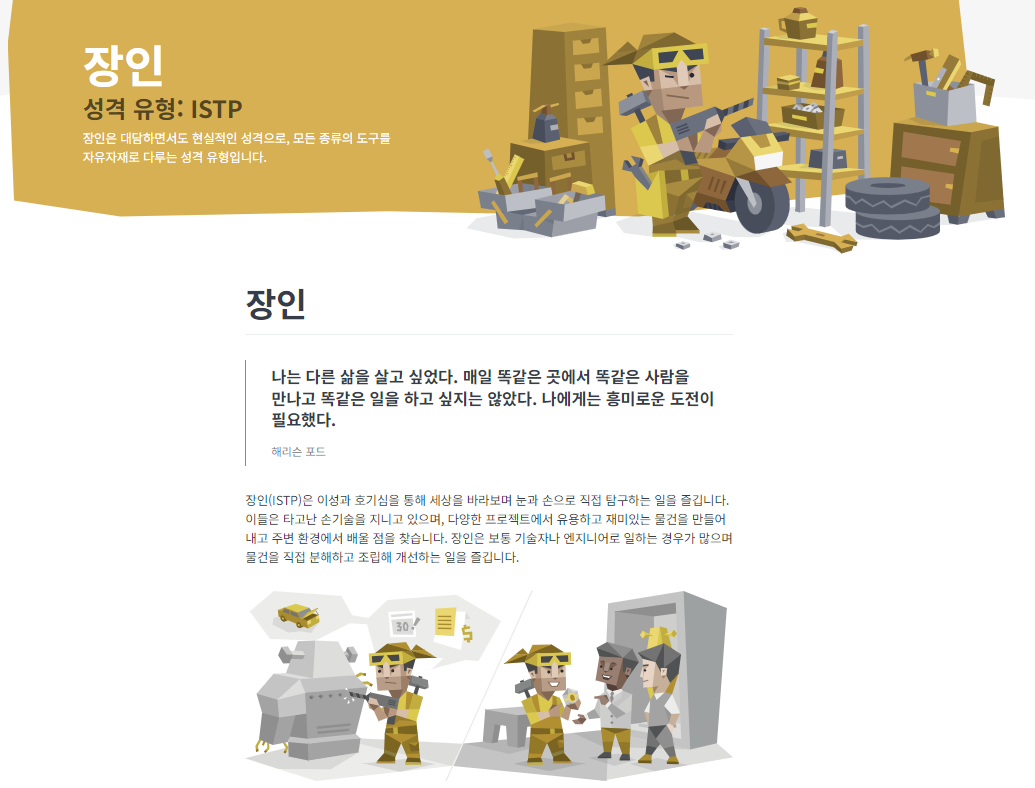 장인
성격 유형: ISTP
장인은 대담하면서도 현실적인 성격으로, 모든 종류의 도구를
자유자재로 다루는 성격 유형입니다.
장인
나는 다른 삶을 살고 싶었다. 매일 똑같은 곳에서 똑같은 사람을
만나고 똑같은 일을 하고 싶지는 않았다. 나에게는 흥미로운 도전이
필요했다.
해리슨 포드
장인(ISTP)은 이성과 호기심을 통해 세상을 바라보며 눈과 손으로 직접 탐구하는 일을 즐깁니다.
이들은 타고난 손기술을 지니고 있으며, 다양한 프로젝트에서 유용하고 재미있는 물건을 만들어
내고 주변 환경에서 배울 점을 찾습니다. 장인은 보통 기술자나 엔지니어로 일하는 경우가 많으며
물건을 직접 분해하고 조립해 개선하는 일을 즐깁니다.
30
$